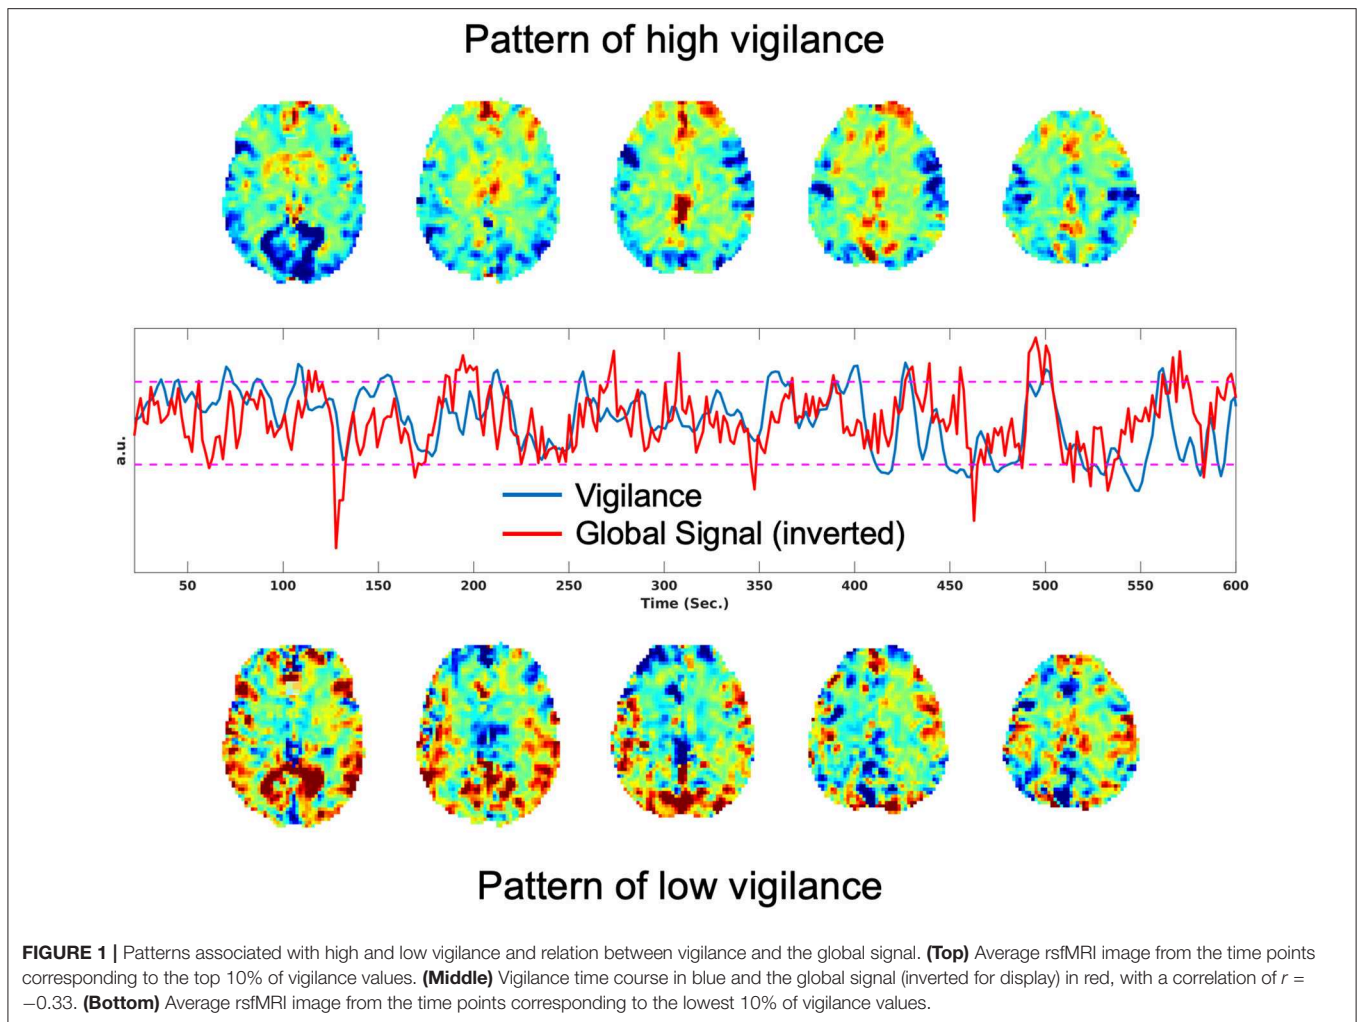 Pattern of high vigilance
a.u.
Vigilance
Global Signal (inverted)
50 100 150 200 250 300 350 400 450 500 550 600
Time (Sec.)
Pattern of low vigilance
FIGURE 1 | Patterns associated with high and low vigilance and relation between vigilance and the global signal. (Top) Average rsfMRI image from the time points
corresponding to the top 10% of vigilance values. (Middle) Vigilance time course in blue and the global signal (inverted for display) in red, with a correlation of r =
−0.33. (Bottom) Average rsfMRI image from the time points corresponding to the lowest 10% of vigilance values.